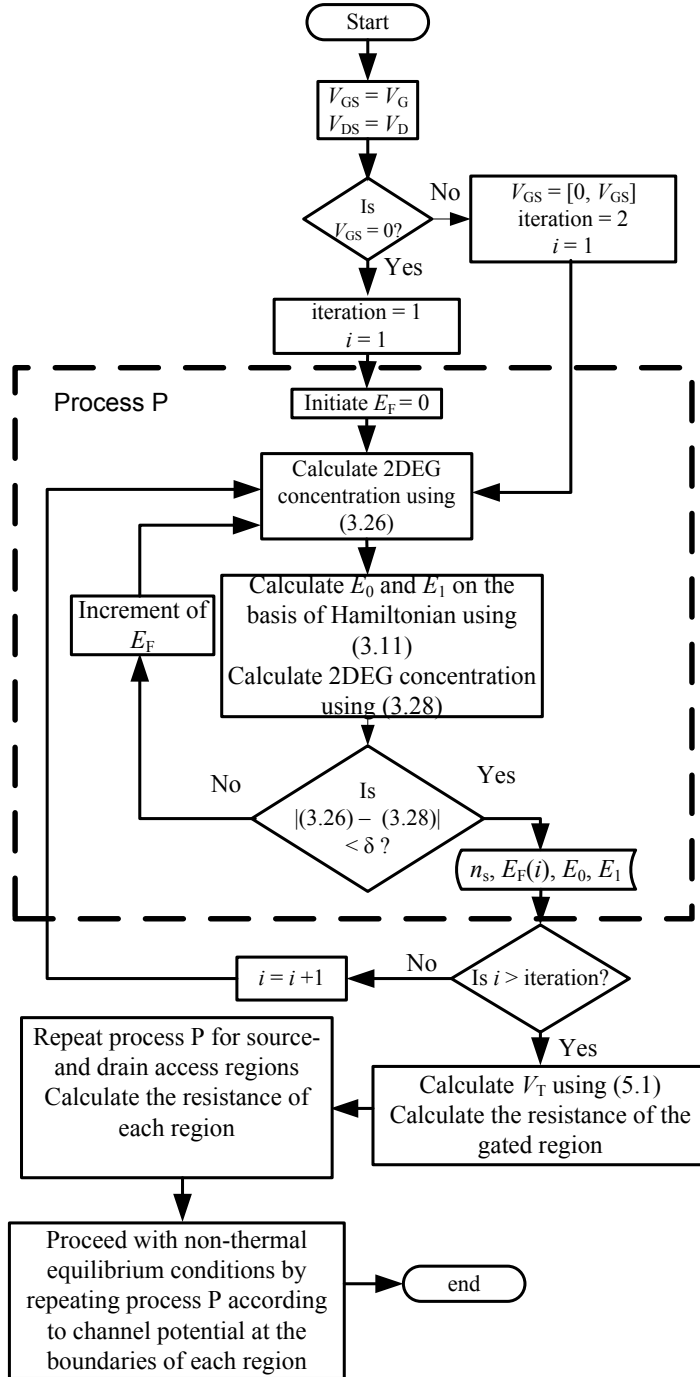 Start
V_GS = V_G
V_DS = V_D
Is
V_GS = 0?
No
V_GS = [0, V_GS]
iteration = 2
i = 1
Yes
iteration = 1
i = 1
Process P
Initiate E_F = 0
Calculate 2DEG
concentration using
(3.26)
Increment of
E_F
Calculate E_0 and E_1 on the
basis of Hamiltonian using
(3.11)
Calculate 2DEG concentration
using (3.28)
No
Yes
Is
|(3.26) – (3.28)|
< δ ?
n_s, E_F(i), E_0, E_1
i = i +1
No
Is i > iteration?
Yes
Repeat process P for source-
and drain access regions
Calculate the resistance of
each region
Calculate V_T using (5.1)
Calculate the resistance of the
gated region
Proceed with non-thermal
equilibrium conditions by
repeating process P according
to channel potential at the
boundaries of each region
end